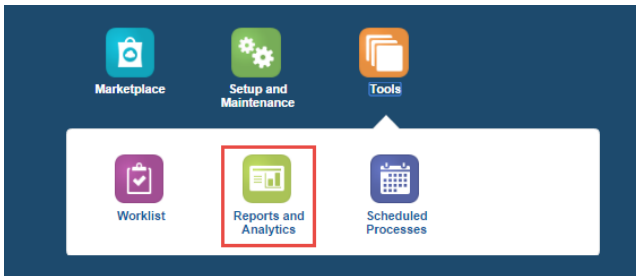 Marketplace
Setup and
Maintenance
Tools
Worklist
Reports and
Analytics
Scheduled
Processes